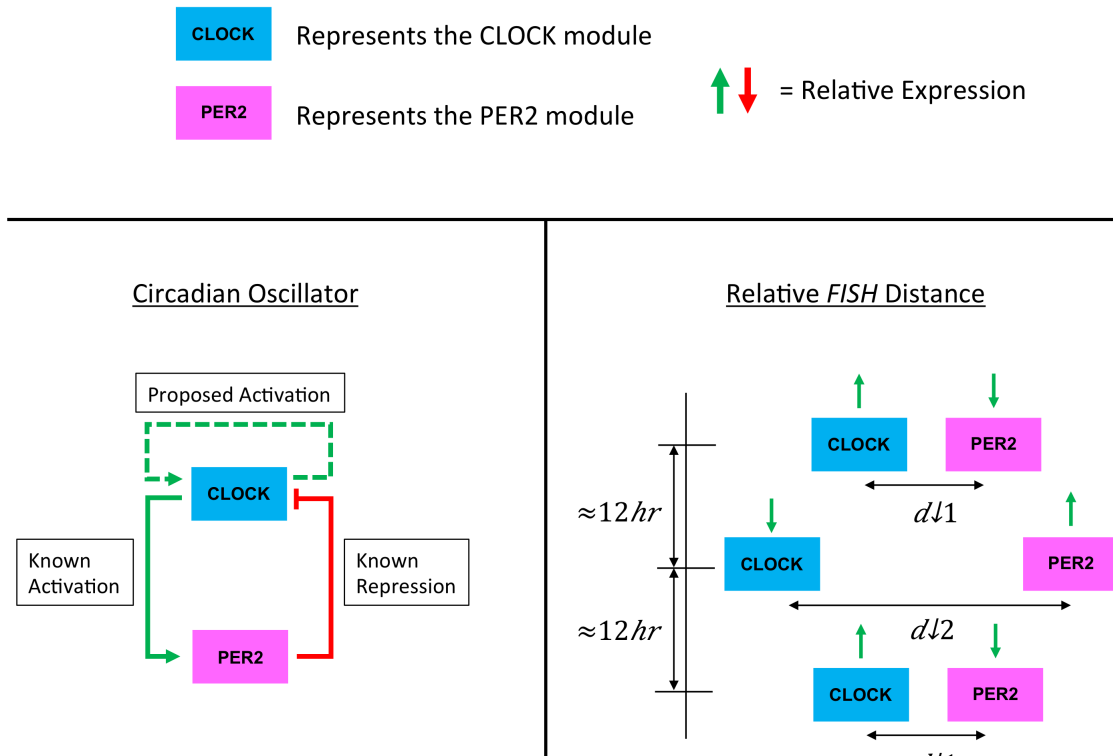 CLOCK
Represents the CLOCK module
PER2
Represents the PER2 module
= Relative Expression
Circadian Oscillator
Proposed Activation
CLOCK
Known
Activation
Known
Repression
PER2
Relative FISH Distance
CLOCK
PER2
d↓1
≈12hr
CLOCK
PER2
d↓2
≈12hr
CLOCK
PER2